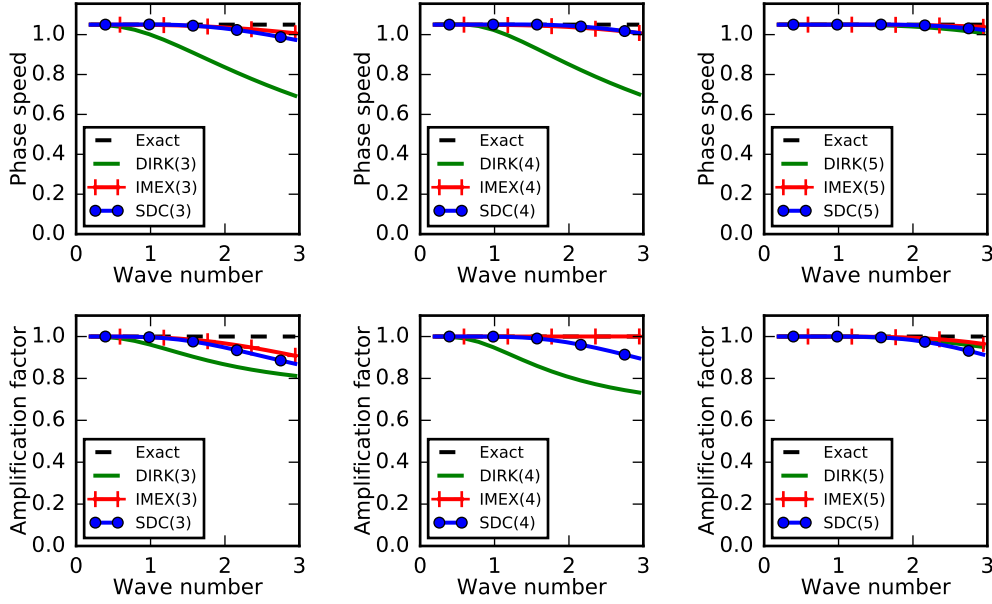 Phase speed
1.0
0.8
0.6
0.4
0.2
0.0
Exact
DIRK(3)
IMEX(3)
SDC(3)
0 1 2 3
Wave number
Phase speed
1.0
0.8
0.6
0.4
0.2
0.0
Exact
DIRK(4)
IMEX(4)
SDC(4)
0 1 2 3
Wave number
Phase speed
1.0
0.8
0.6
0.4
0.2
0.0
Exact
DIRK(5)
IMEX(5)
SDC(5)
0 1 2 3
Wave number
Amplification factor
1.0
0.8
0.6
0.4
0.2
0.0
Exact
DIRK(3)
IMEX(3)
SDC(3)
0 1 2 3
Wave number
Amplification factor
1.0
0.8
0.6
0.4
0.2
0.0
Exact
DIRK(4)
IMEX(4)
SDC(4)
0 1 2 3
Wave number
Amplification factor
1.0
0.8
0.6
0.4
0.2
0.0
Exact
DIRK(5)
IMEX(5)
SDC(5)
0 1 2 3
Wave number